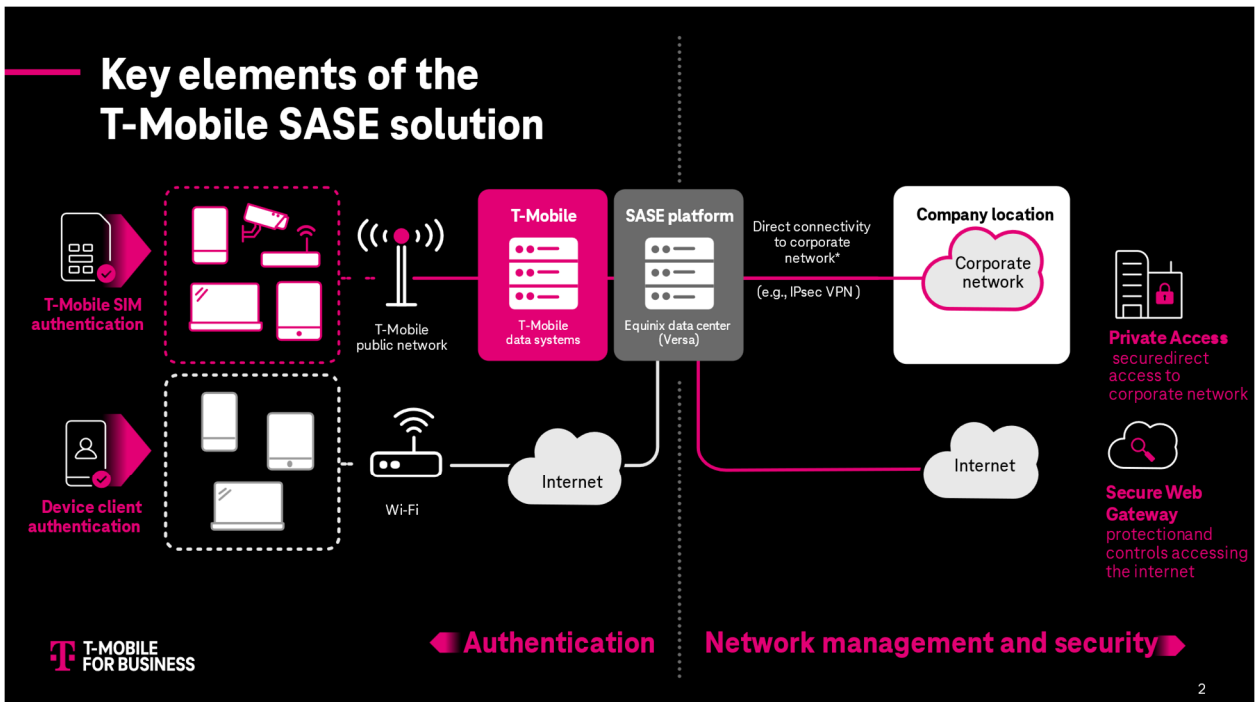 Key elements of the
T-Mobile SASE solution
T-Mobile SIM
authentication
T-Mobile
public network
T-Mobile
T-Mobile
data systems
SASE platform
Equinix data center
(Versa)
Direct connectivity
to corporate
network*
(e.g., IPsec VPN )
Company location
Corporate
network
Private Access
securedirect
access to
corporate network
Device client
authentication
Wi-Fi
Internet
Internet
Secure Web
Gateway
protectionand
controls accessing
the internet
Authentication
Network management and security
T-MOBILE
FOR BUSINESS
2